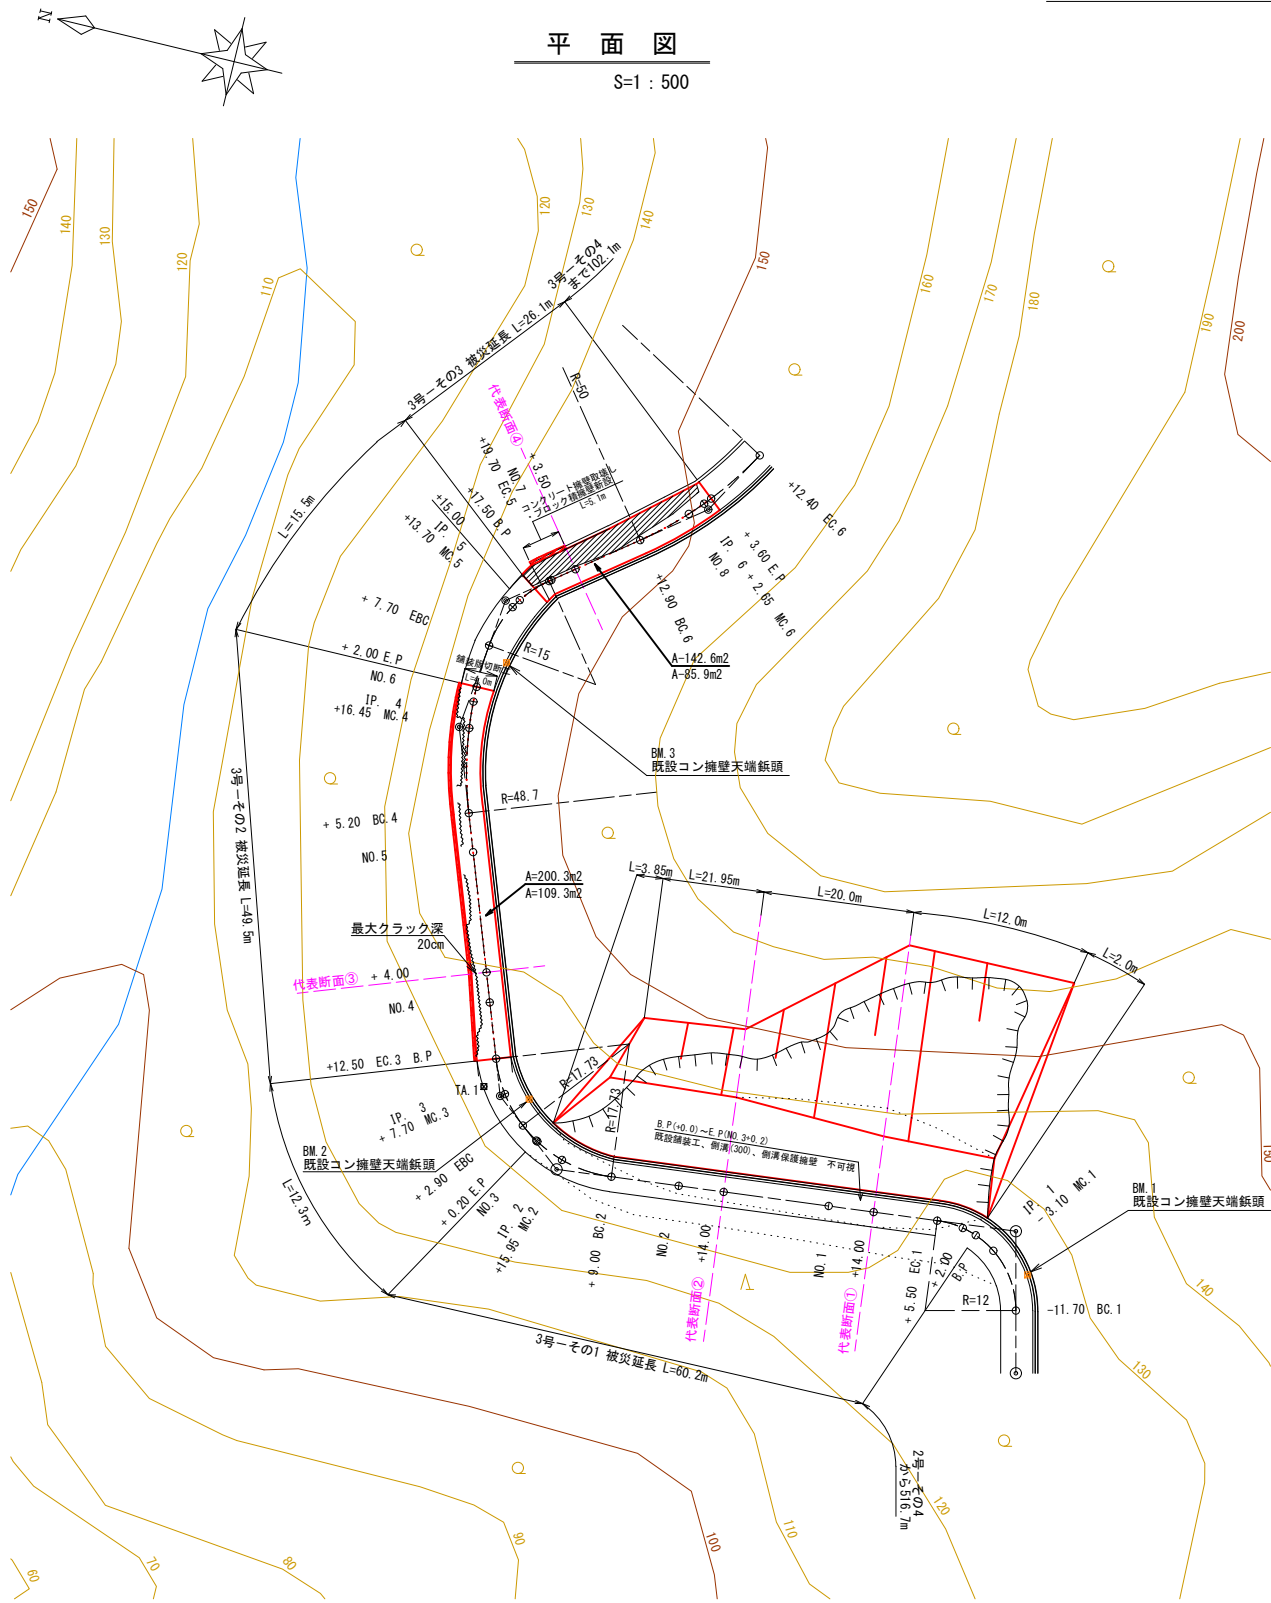 N
平　面　図
S=1 : 500
150
140
130
120
110
120
130
140
150
160
170
180
190
200
3号ーその4
まで102.1m
3号ーその3 被災延長 L=26.1m
L=15.5m
R=50
代表断面④
+ 3.50
NO.7
+19.70 EC.5
+17.50 B.P
コンクリート擁壁取壊し
ブロック積擁壁新設
L=5.1m
+15.00
IP. 5
+13.70 MC.5
+12.40 EC.6
+ 3.60 E.P
IP. 6 + 2.65 MC.6
NO.8
+12.90 BC.6
+ 7.70 EBC
+ 2.00 E.P
NO.6
舗装版切断
R=15
A-142.6m2
A-85.9m2
IP. 4
+16.45 MC.4
BM.3
既設コン擁壁天端鋲頭
R=48.7
+ 5.20 BC.4
NO.5
3号ーその2 被災延長 L=49.5m
A=200.3m2
A=109.3m2
最大クラック深
20cm
代表断面③ + 4.00
NO.4
L=3.85m
L=21.95m
L=20.0m
L=12.0m
L=2.0m
+12.50 EC.3 B.P
TA.1
R=17.73
R=17.73
IP. 3
+ 7.70 MC.3
BM.2
既設コン擁壁天端鋲頭
B.P(+0.0)～E.P(NO.3+0.2)
既設舗装工、側溝(300)、側溝保護擁壁　不可視
L=12.3m
+ 2.90 EBC
+ 0.20 E.P
NO.3
IP. 2
+15.95 MC.2
+ 9.00 BC.2
NO.2
+14.00
代表断面②
NO.1
+14.00
代表断面①
+ 5.50 EC.1
+ 2.00
B.P
R=12
IP. 1
- 3.10 MC.1
BM.1
既設コン擁壁天端鋲頭
-11.70 BC.1
3号ーその1 被災延長 L=60.2m
2号ーその4
から516.7m
150
140
130
120
110
100
90
80
70
60